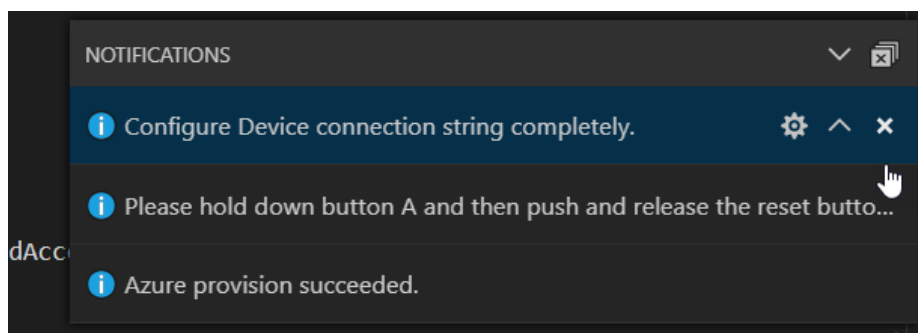 NOTIFICATIONS
Configure Device connection string completely.
Please hold down button A and then push and release the reset butto...
dAcc
Azure provision succeeded.